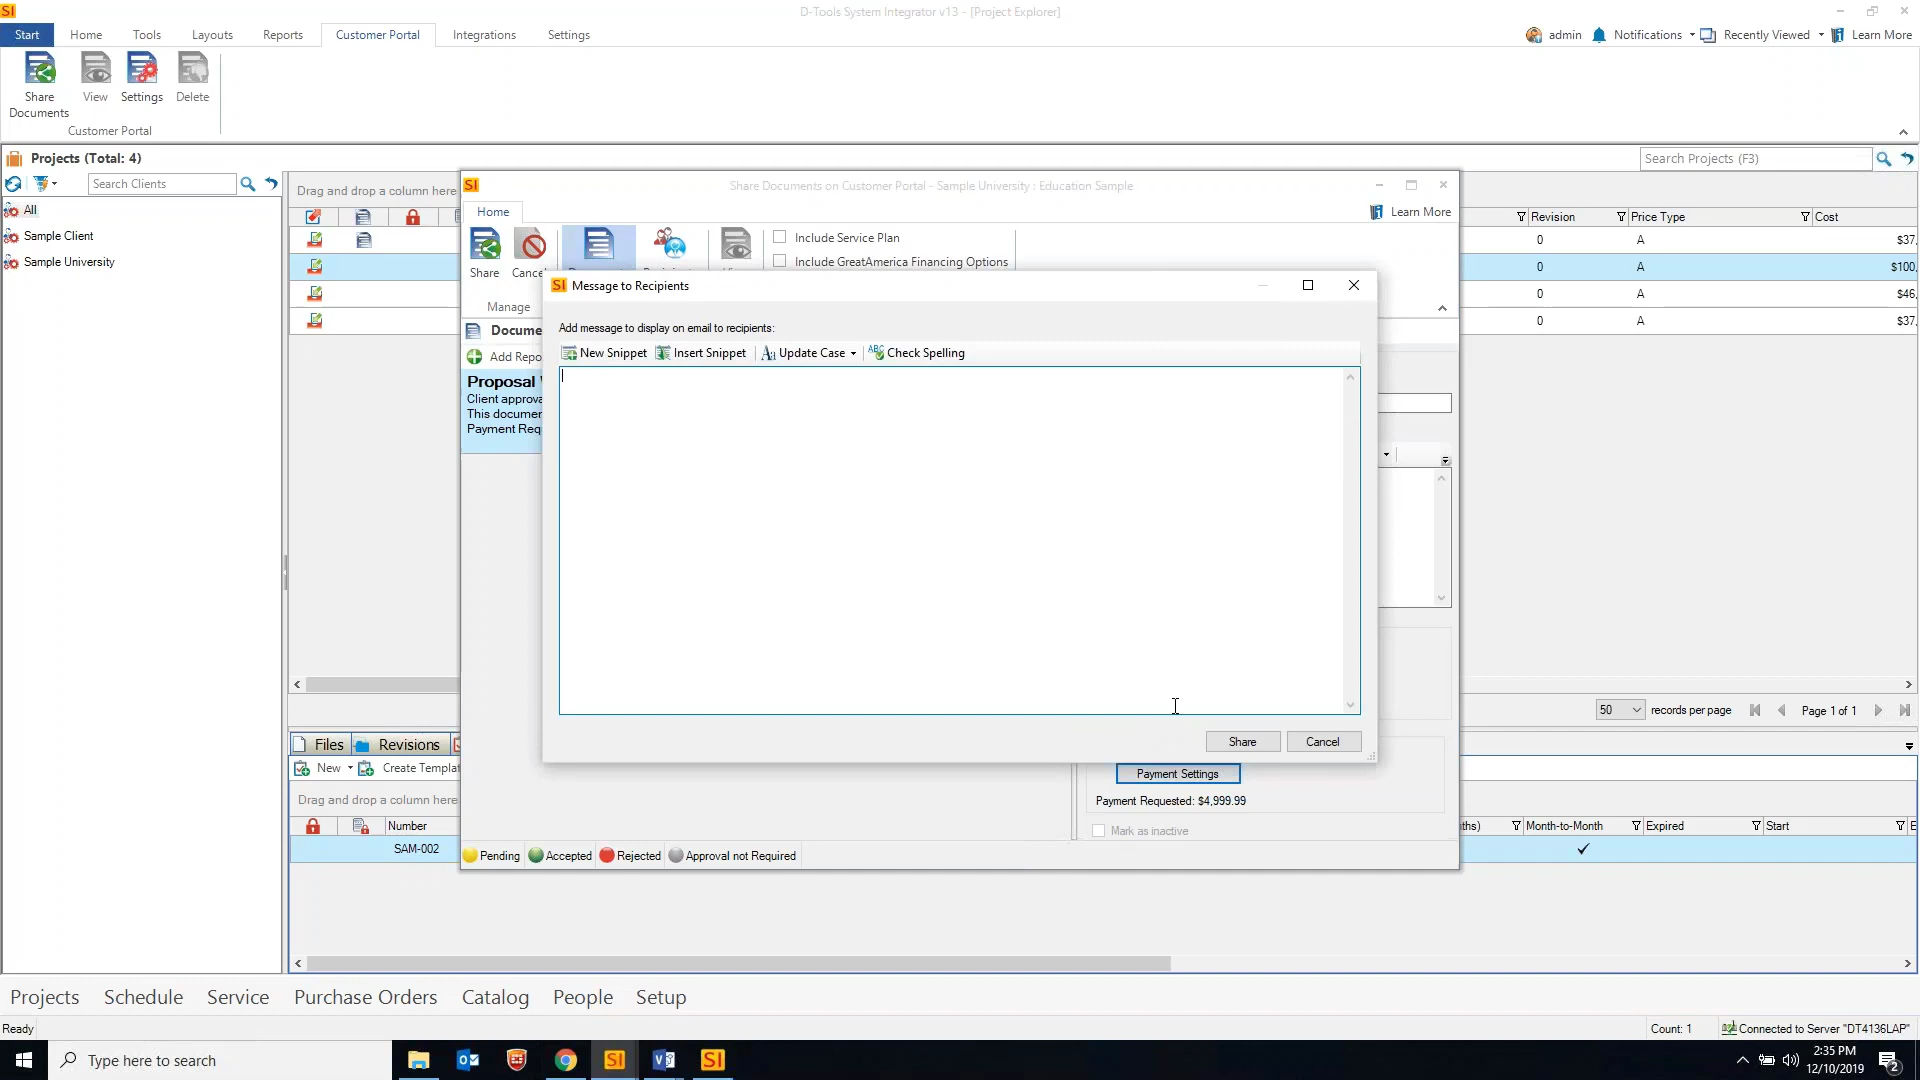 SI
D-Tools System Integrator v13 - [Project Explorer]
Start
Home
Tools
Layouts
Reports
Customer Portal
Integrations
Settings
admin
Notifications
Recently Viewed
Learn More
Share Documents
View
Settings
Delete
Customer Portal
Projects (Total: 4)
Search Projects (F3)
Search Clients
All
Sample Client
Sample University
Drag and drop a column here
Revision
Price Type
Cost
0 A $37,
0 A $100,
0 A $46,
0 A $37,
SI
Share Documents on Customer Portal - Sample University : Education Sample
Home
Learn More
Share
Include Service Plan
Include GreatAmerica Financing Options
Manage
Add Repo
Proposal
Client approva
This documen
Payment Req
SI Message to Recipients
Add message to display on email to recipients:
New Snippet
Insert Snippet
Update Case
ABC Check Spelling
Share
Cancel
Payment Settings
Payment Requested: $4,999.99
Mark as inactive
Pending
Accepted
Rejected
Approval not Required
50 records per page
Page 1 of 1
Files
Revisions
New
Create Templat
Drag and drop a column here
Number
ths)
Month-to-Month
Expired
Start
E
SAM-002
Projects
Schedule
Service
Purchase Orders
Catalog
People
Setup
Ready
Count: 1
Connected to Server "DT4136LAP"
Type here to search
SI
SI
2:35 PM
12/10/2019
2